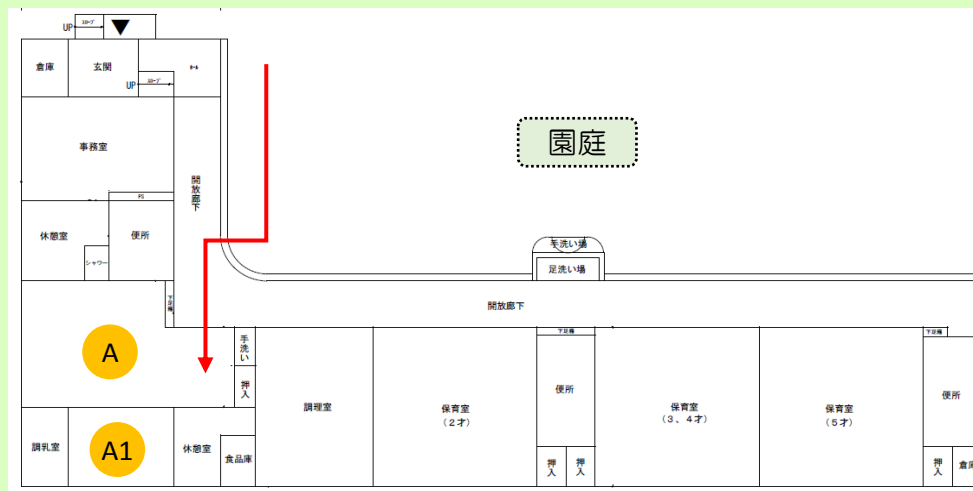 UP
スロープ
倉庫
玄関
ホール
UP
スロープ
事務室
開放廊下
PS
休憩室
便所
シャワー
園庭
手洗い場
足洗い場
開放廊下
下足箱
A
手洗い
押入
調理室
保育室
(2才)
下足箱
便所
押入
押入
保育室
(3、4才)
保育室
(5才)
下足箱
便所
押入
倉庫
調乳室
A1
休憩室
食品庫